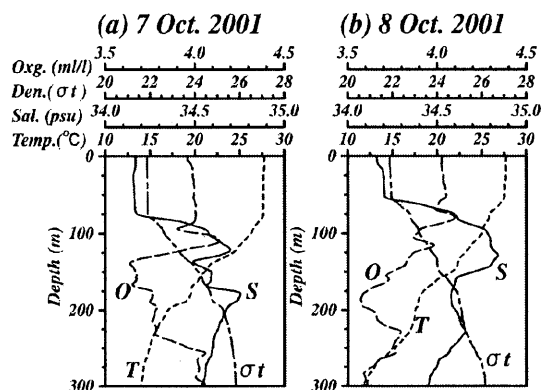 (a) 7 Oct. 2001 (b) 8 Oct. 2001
3.5 4.0 4.5 3.5 4.0 4.5
Oxg. (ml/l)
20 22 24 26 28 20 22 24 26 28
Den.(σt)
34.0 34.5 35.0 34.0 34.5 35.0
Sal. (psu)
Temp.(°C)
10 15 20 25 30 10 15 20 25 30
0 0
100 100
Depth (m) Depth (m)
200 200
300 300
O S T σt
O S T σt